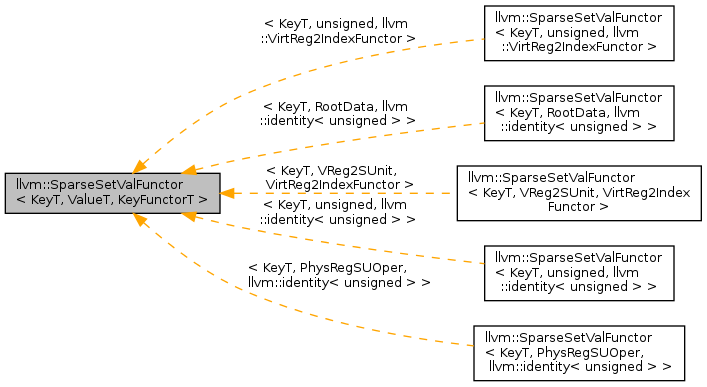 llvm::SparseSetValFunctor
< KeyT, ValueT, KeyFunctorT >
< KeyT, unsigned, llvm
::VirtReg2IndexFunctor >
llvm::SparseSetValFunctor
< KeyT, unsigned, llvm
::VirtReg2IndexFunctor >
< KeyT, RootData, llvm
::identity< unsigned > >
llvm::SparseSetValFunctor
< KeyT, RootData, llvm
::identity< unsigned > >
< KeyT, VReg2SUnit,
VirtReg2IndexFunctor >
llvm::SparseSetValFunctor
< KeyT, VReg2SUnit, VirtReg2Index
Functor >
< KeyT, unsigned, llvm
::identity< unsigned > >
llvm::SparseSetValFunctor
< KeyT, unsigned, llvm
::identity< unsigned > >
< KeyT, PhysRegSUOper,
llvm::identity< unsigned > >
llvm::SparseSetValFunctor
< KeyT, PhysRegSUOper,
llvm::identity< unsigned > >